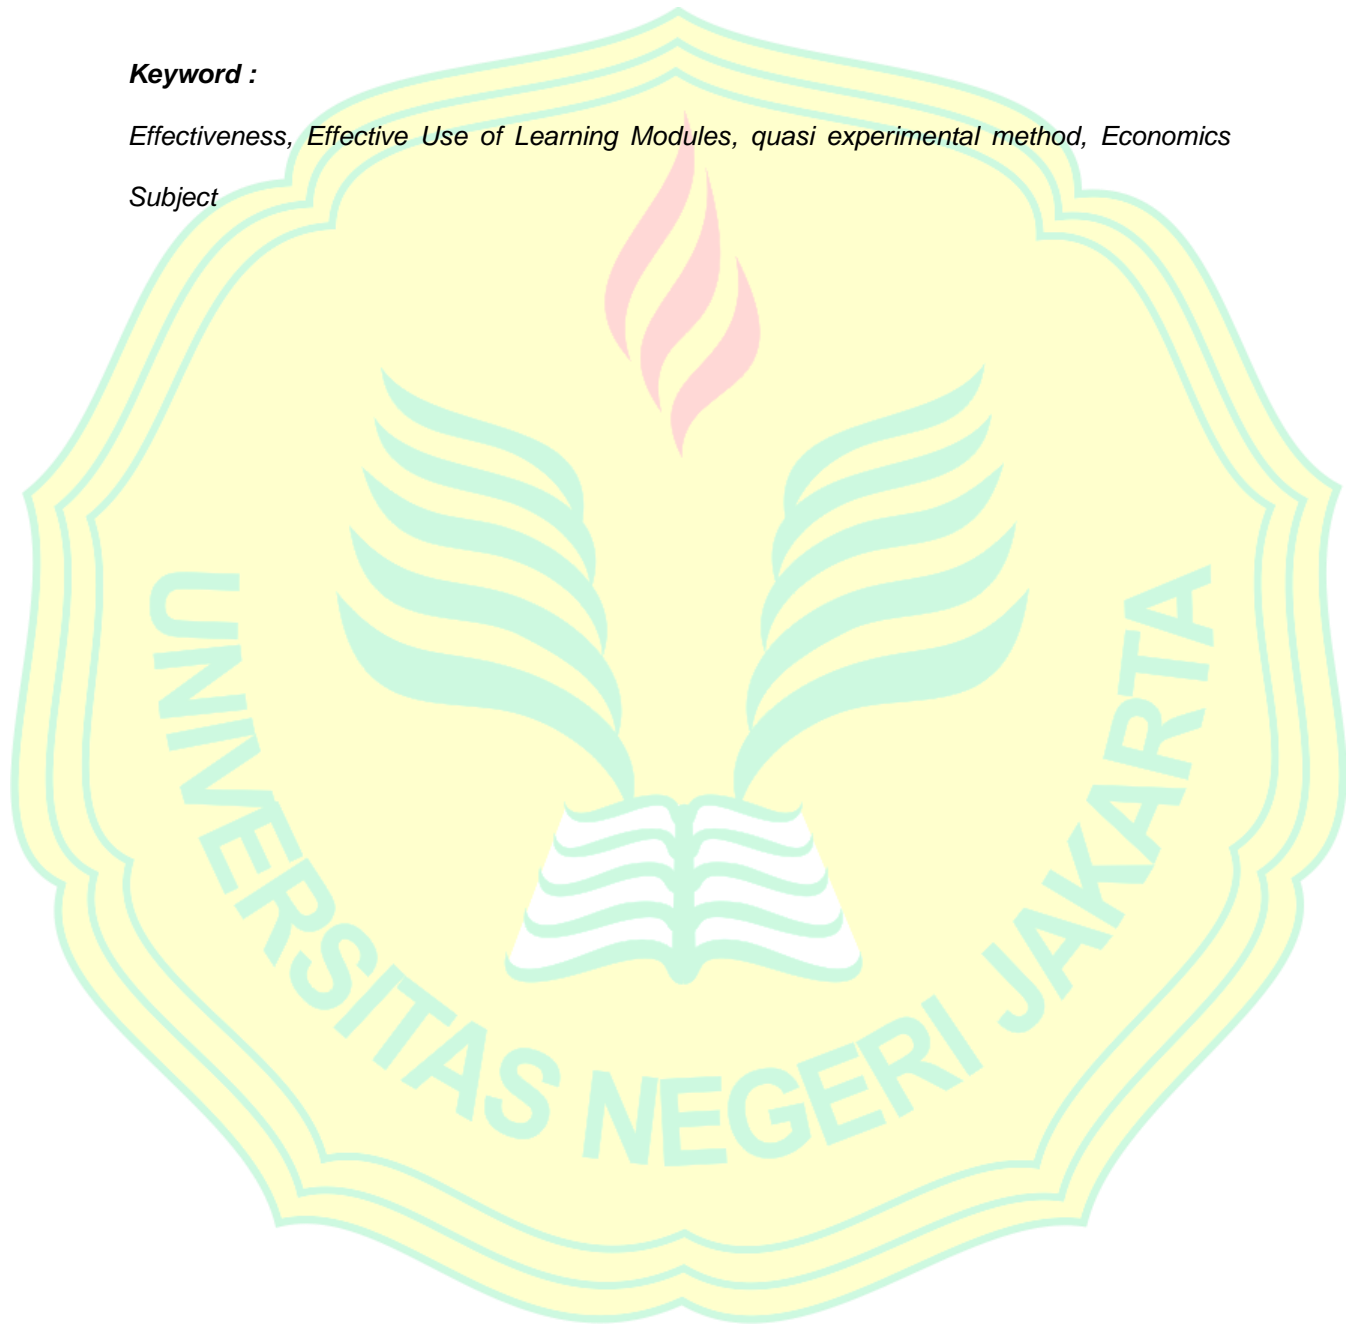 Keyword :
Effectiveness, Effective Use of Learning Modules, quasi experimental method, Economics
Subject
UNIVERSITAS NEGERI JAKARTA